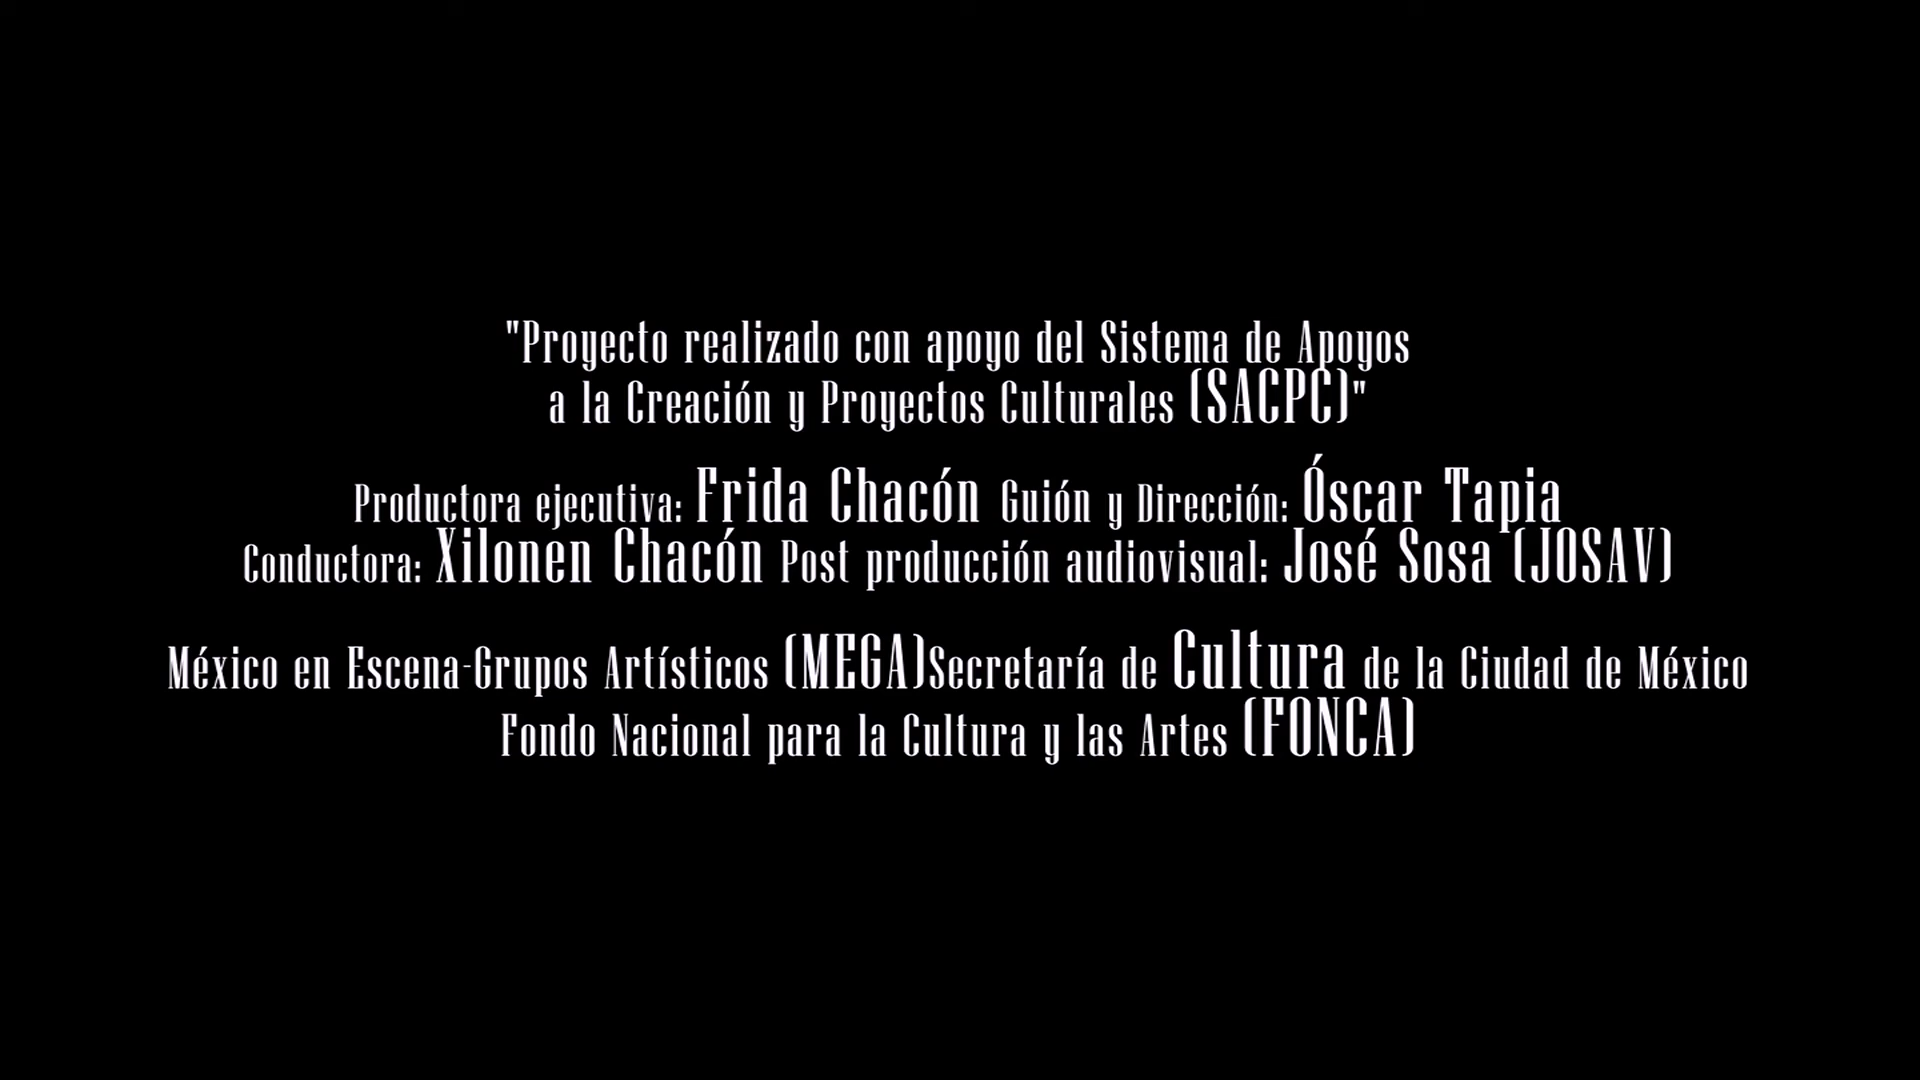 "Proyecto realizado con apoyo del Sistema de Apoyos
a la Creación y Proyectos Culturales (SACPC)"
Productora ejecutiva: Frida Chacón Guión y Dirección: Óscar Tapia
Conductora: Xilonen Chacón Post producción audiovisual: José Sosa (JOSAV)
México en Escena-Grupos Artísticos (MEGA)Secretaría de Cultura de la Ciudad de México
Fondo Nacional para la Cultura y las Artes (FONCA)